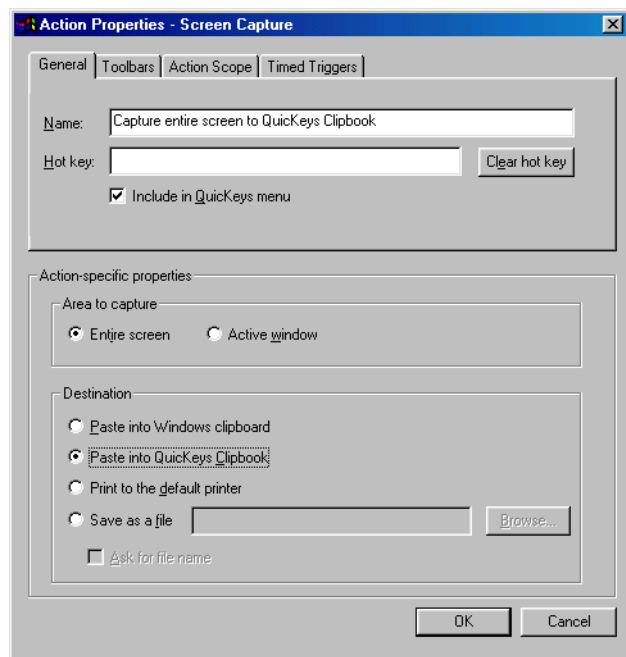 Action Properties - Screen Capture
General Toolbars Action Scope Timed Triggers
Name: Capture entire screen to QuicKeys Clipbook
Hot key: Clear hot key
Include in QuicKeys menu
Action-specific properties
Area to capture
Entire screen Active window
Destination
Paste into Windows clipboard
Paste into QuicKeys Clipbook
Print to the default printer
Save as a file Browse...
Ask for file name
OK Cancel